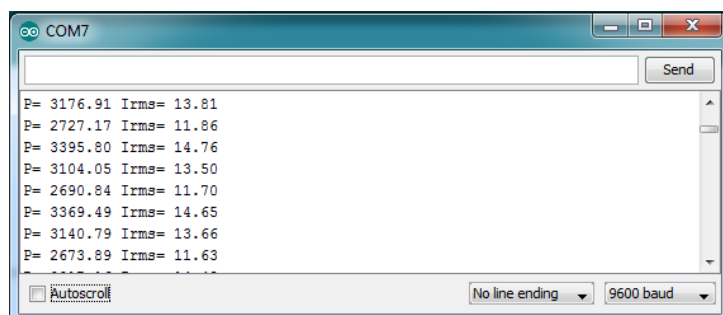 COM7
Send
P= 3176.91 Irms= 13.81
P= 2727.17 Irms= 11.86
P= 3395.80 Irms= 14.76
P= 3104.05 Irms= 13.50
P= 2690.84 Irms= 11.70
P= 3369.49 Irms= 14.65
P= 3140.79 Irms= 13.66
P= 2673.89 Irms= 11.63
Autoscroll
No line ending
9600 baud